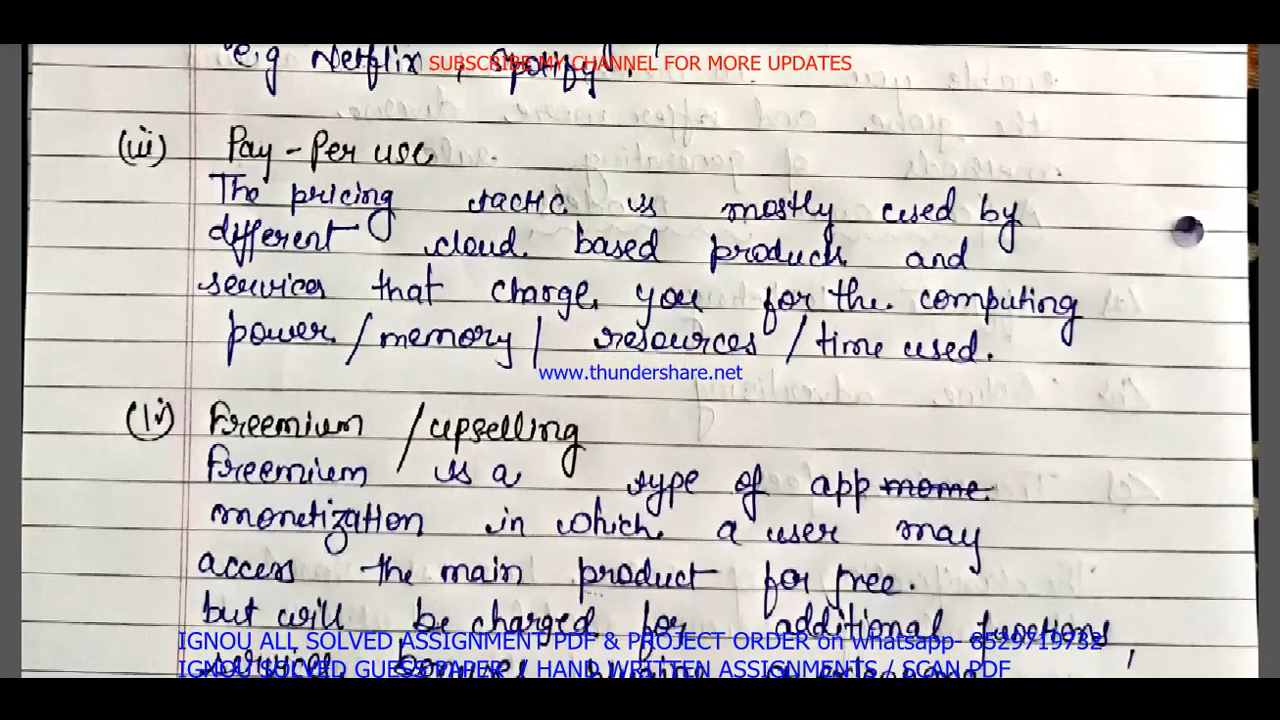 e.g Netflix, Spotify".
SUBSCRIBE MY CHANNEL FOR MORE UPDATES
(iii) Pay-Per use
The pricing tactic is mostly used by
different cloud based products and
services that charge you for the computing
power/memory/ resources/time used.
www.thundershare.net
(iv) Freemium /upselling
Freemium is a type of app mome
monetization in which a user may
access the main product for free.
but will be charged for additional
IGNOU ALL SOLVED ASSIGNMENT PDF & PROJECT ORDER on whatsapp- 8529719732
IGNOU SOLVED GUESS PAPER / HAND WRITTEN ASSIGNMENTS / SCAN PDF